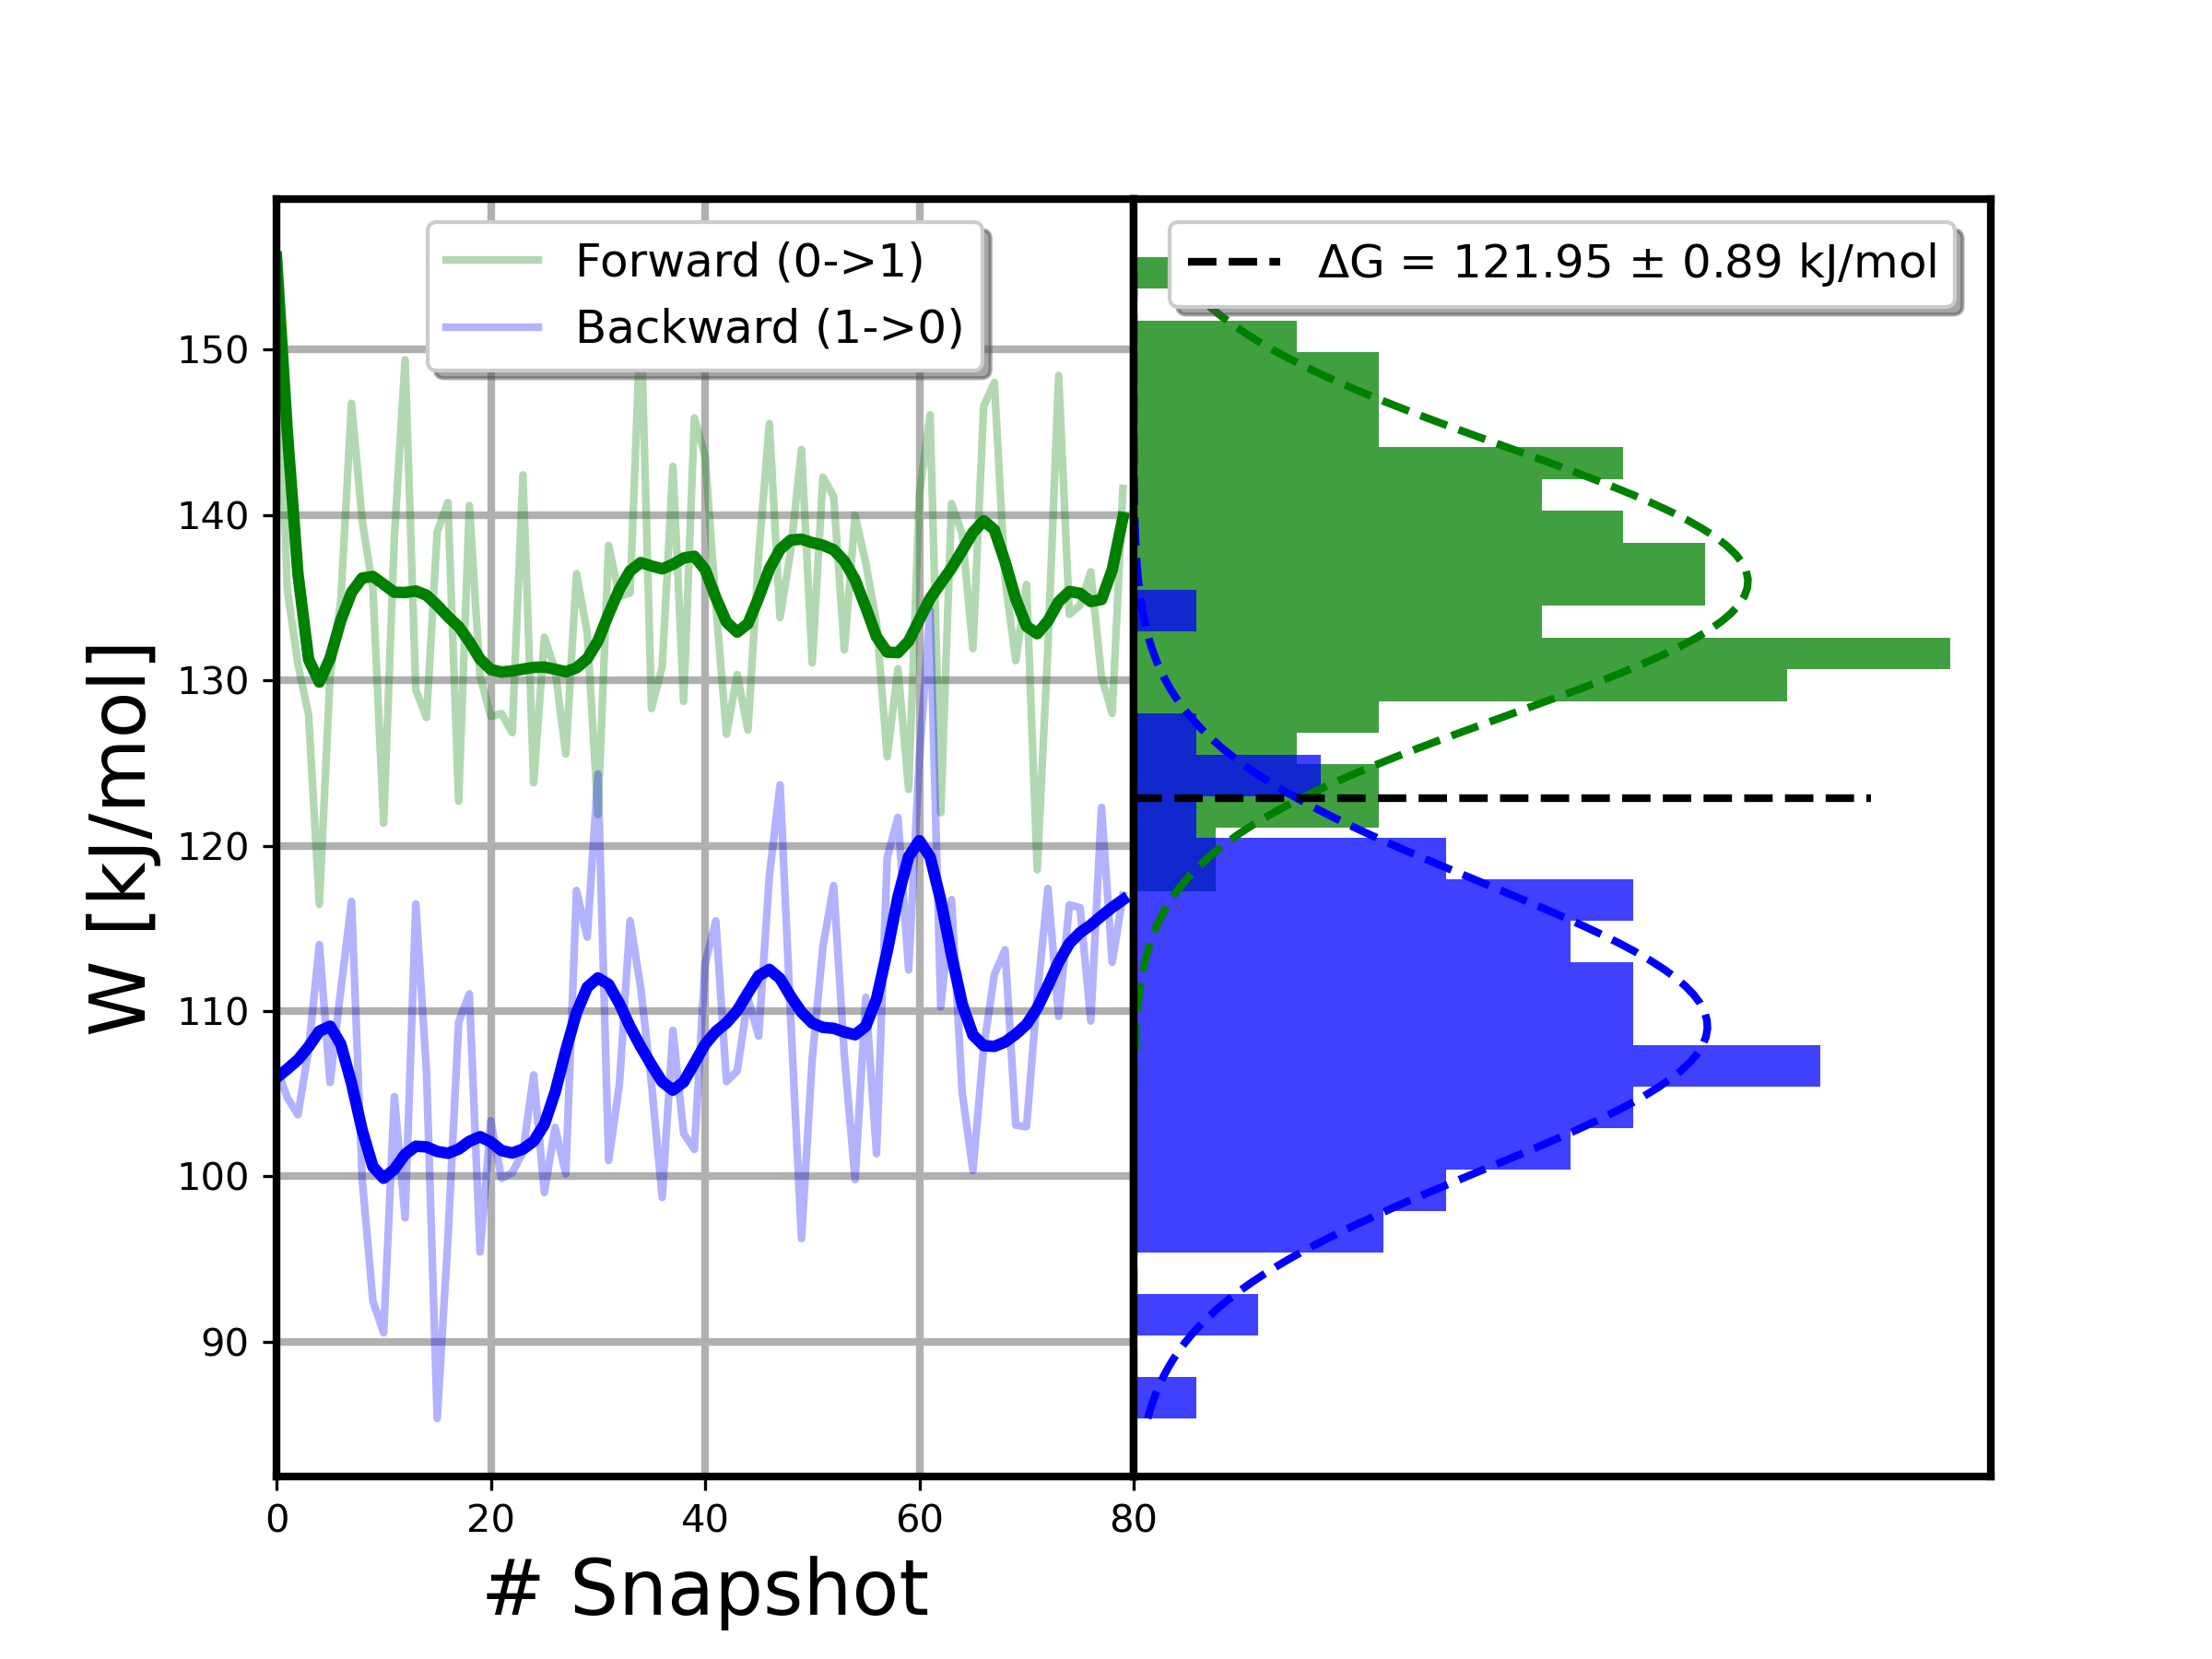 Forward (0->1)
Backward (1->0)
ΔG = 121.95 ± 0.89 kJ/mol
W [kJ/mol]
150
140
130
120
110
100
90
0 20 40 60 80
# Snapshot